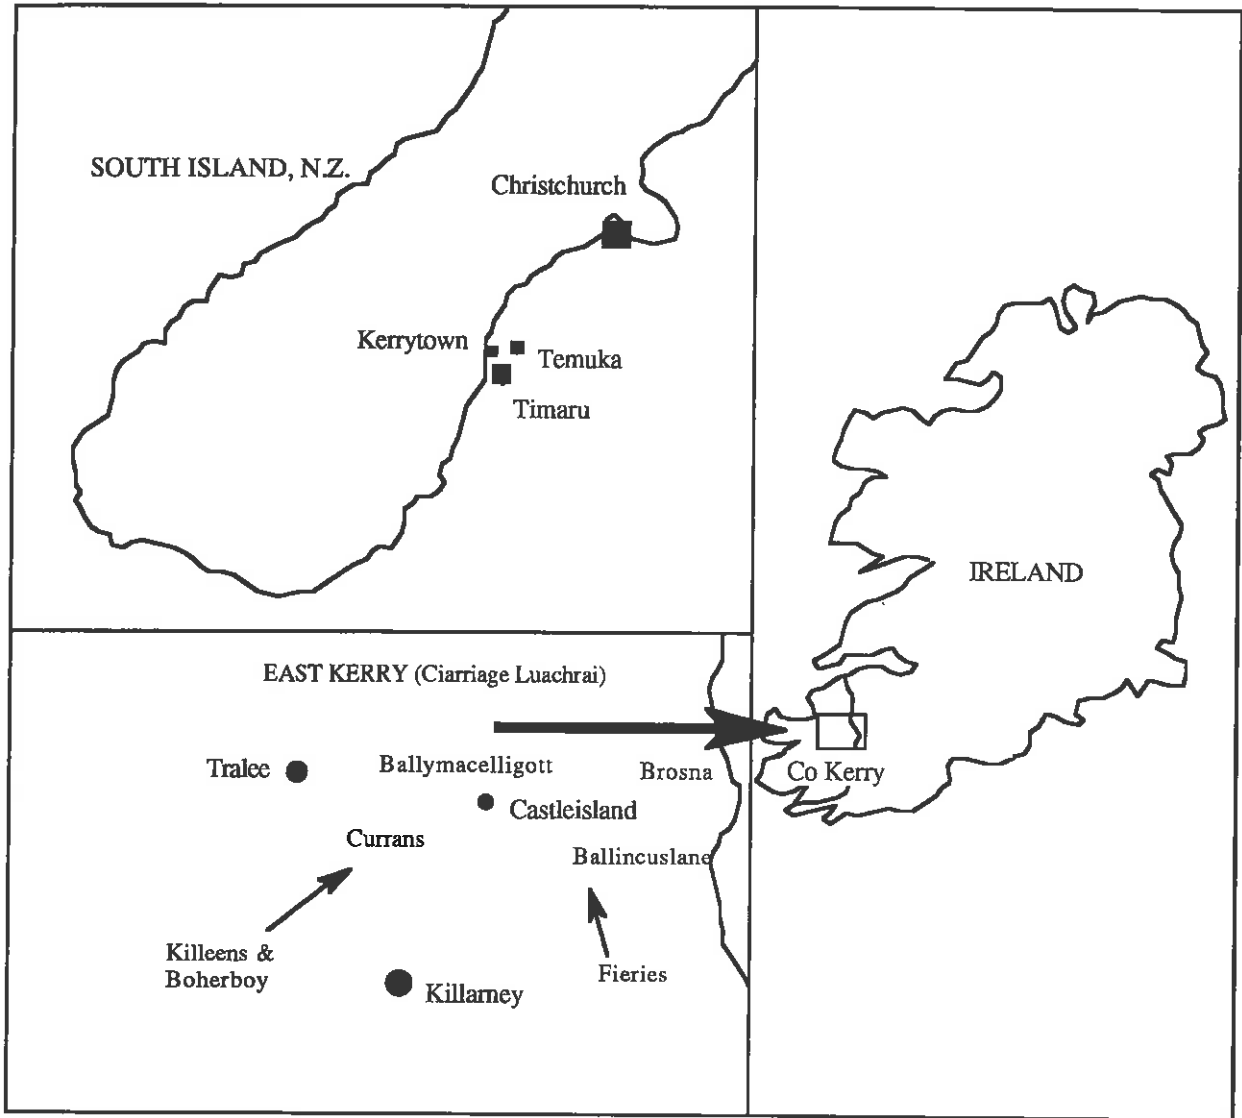 SOUTH ISLAND, N.Z.
Christchurch
Kerrytown
Temuka
Timaru
IRELAND
Co Kerry
EAST KERRY (Ciarriage Luachrai)
Tralee
Ballymacelligott
Brosna
Castleisland
Currans
Ballincuslane
Killeens &
Boherboy
Fieries
Killarney